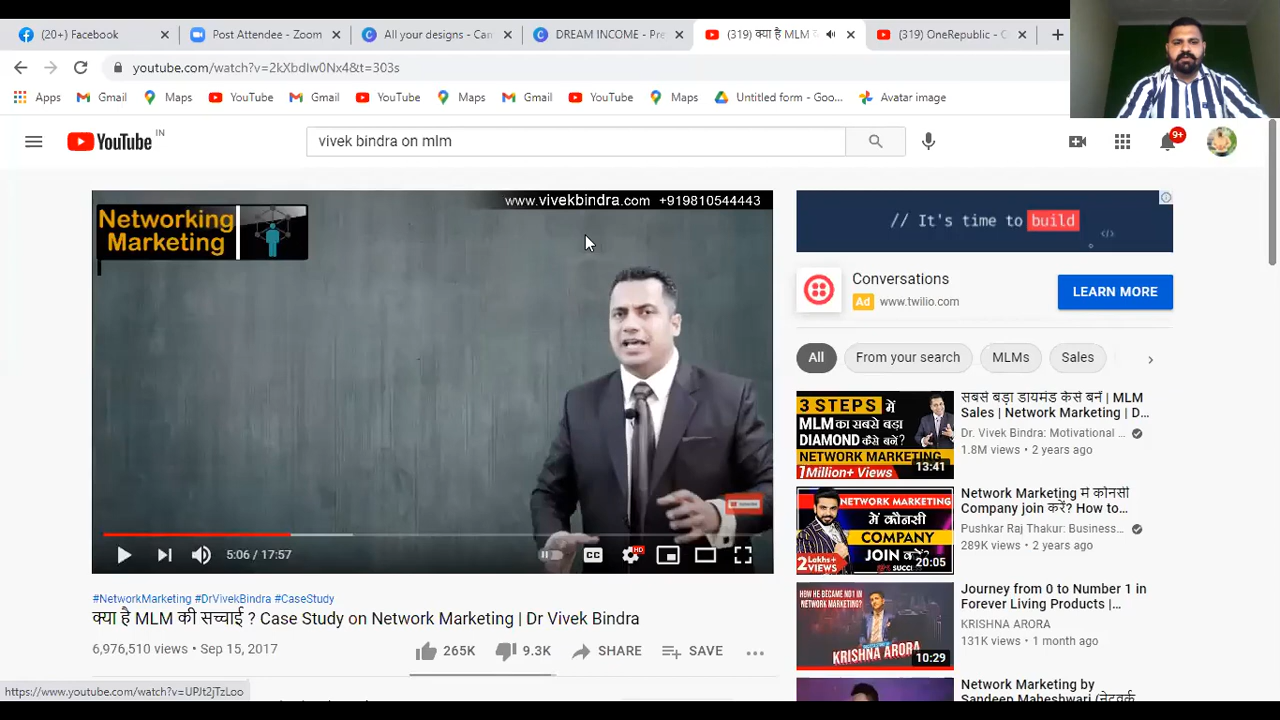 (20+) Facebook
Post Attendee - Zoom
All your designs - Can
DREAM INCOME - Pre
(319) क्या है MLM
(319) OneRepublic -
youtube.com/watch?v=2kXbdIw0Nx4&t=303s
Apps Gmail Maps YouTube Gmail YouTube Maps Gmail YouTube Maps Untitled form - Goo... Avatar image
YouTube IN
vivek bindra on mlm
9+
www.vivekbindra.com +919810544443
Networking
Marketing
5:06 / 17:57
CC
HD
#NetworkMarketing #DrVivekBindra #CaseStudy
क्या है MLM की सच्चाई ? Case Study on Network Marketing | Dr Vivek Bindra
6,976,510 views • Sep 15, 2017
265K 9.3K SHARE SAVE
https://www.youtube.com/watch?v=UPJt2jTzLoo
// It's time to build
</>
Conversations
Ad www.twilio.com
LEARN MORE
All From your search MLMs Sales
3 STEPS में
MLM का सबसे बड़ा
DIAMOND कैसे बनें?
NETWORK MARKETING
1Million+ Views
13:41
सबसे बड़ा डायमंड कैसे बनें | MLM
Sales | Network Marketing | D...
Dr. Vivek Bindra: Motivational ...
1.8M views • 2 years ago
NETWORK MARKETING
में कौनसी
COMPANY
JOIN करें?
2 Lakhs+
VIEWS
20:05
Network Marketing में कौनसी
Company join करें? How to...
Pushkar Raj Thakur: Business...
289K views • 2 years ago
HOW HE BECAME NO1 IN
NETWORK MARKETING?
KRISHNA ARORA
10:29
Journey from 0 to Number 1 in
Forever Living Products |...
KRISHNA ARORA
131K views • 1 month ago
Network Marketing by
Sandeep Maheshwari